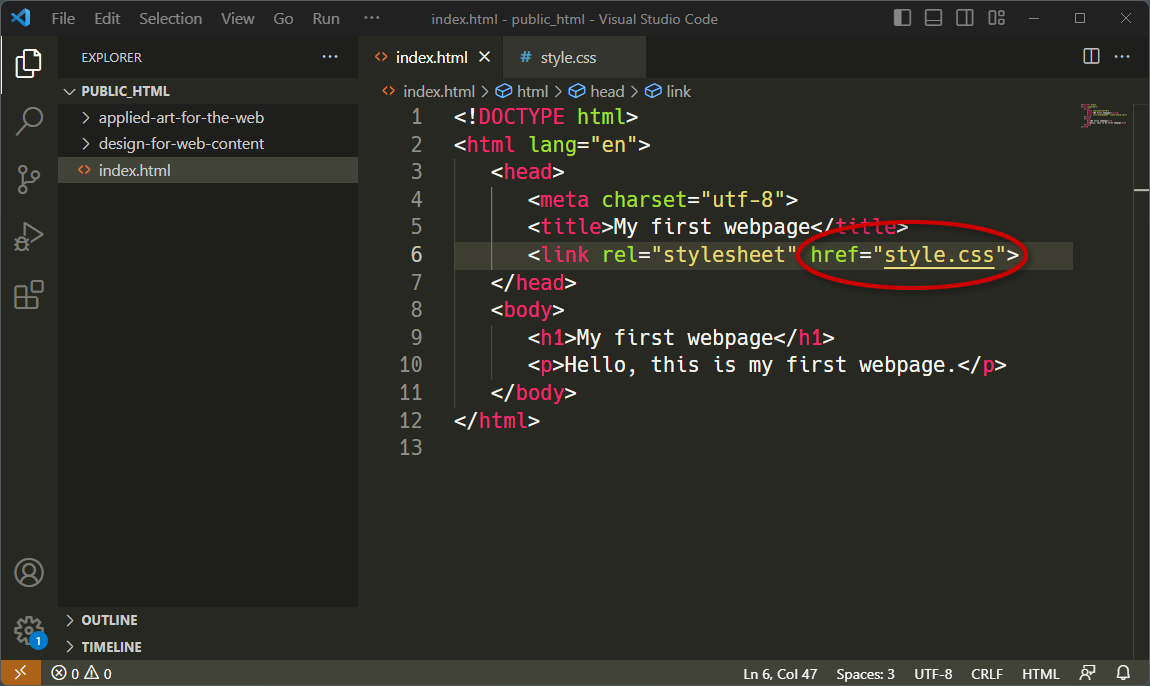 File Edit Selection View Go Run ··· index.html - public_html - Visual Studio Code
EXPLORER ···
PUBLIC_HTML
applied-art-for-the-web
design-for-web-content
<> index.html
OUTLINE
TIMELINE
<> index.html # style.css ···
<> index.html > html > head > link
1 <!DOCTYPE html>
2 <html lang="en">
3 <head>
4 <meta charset="utf-8">
5 <title>My first webpage</title>
6 <link rel="stylesheet" href="style.css">
7 </head>
8 <body>
9 <h1>My first webpage</h1>
10 <p>Hello, this is my first webpage.</p>
11 </body>
12 </html>
13
1
0 0 Ln 6, Col 47 Spaces: 3 UTF-8 CRLF HTML